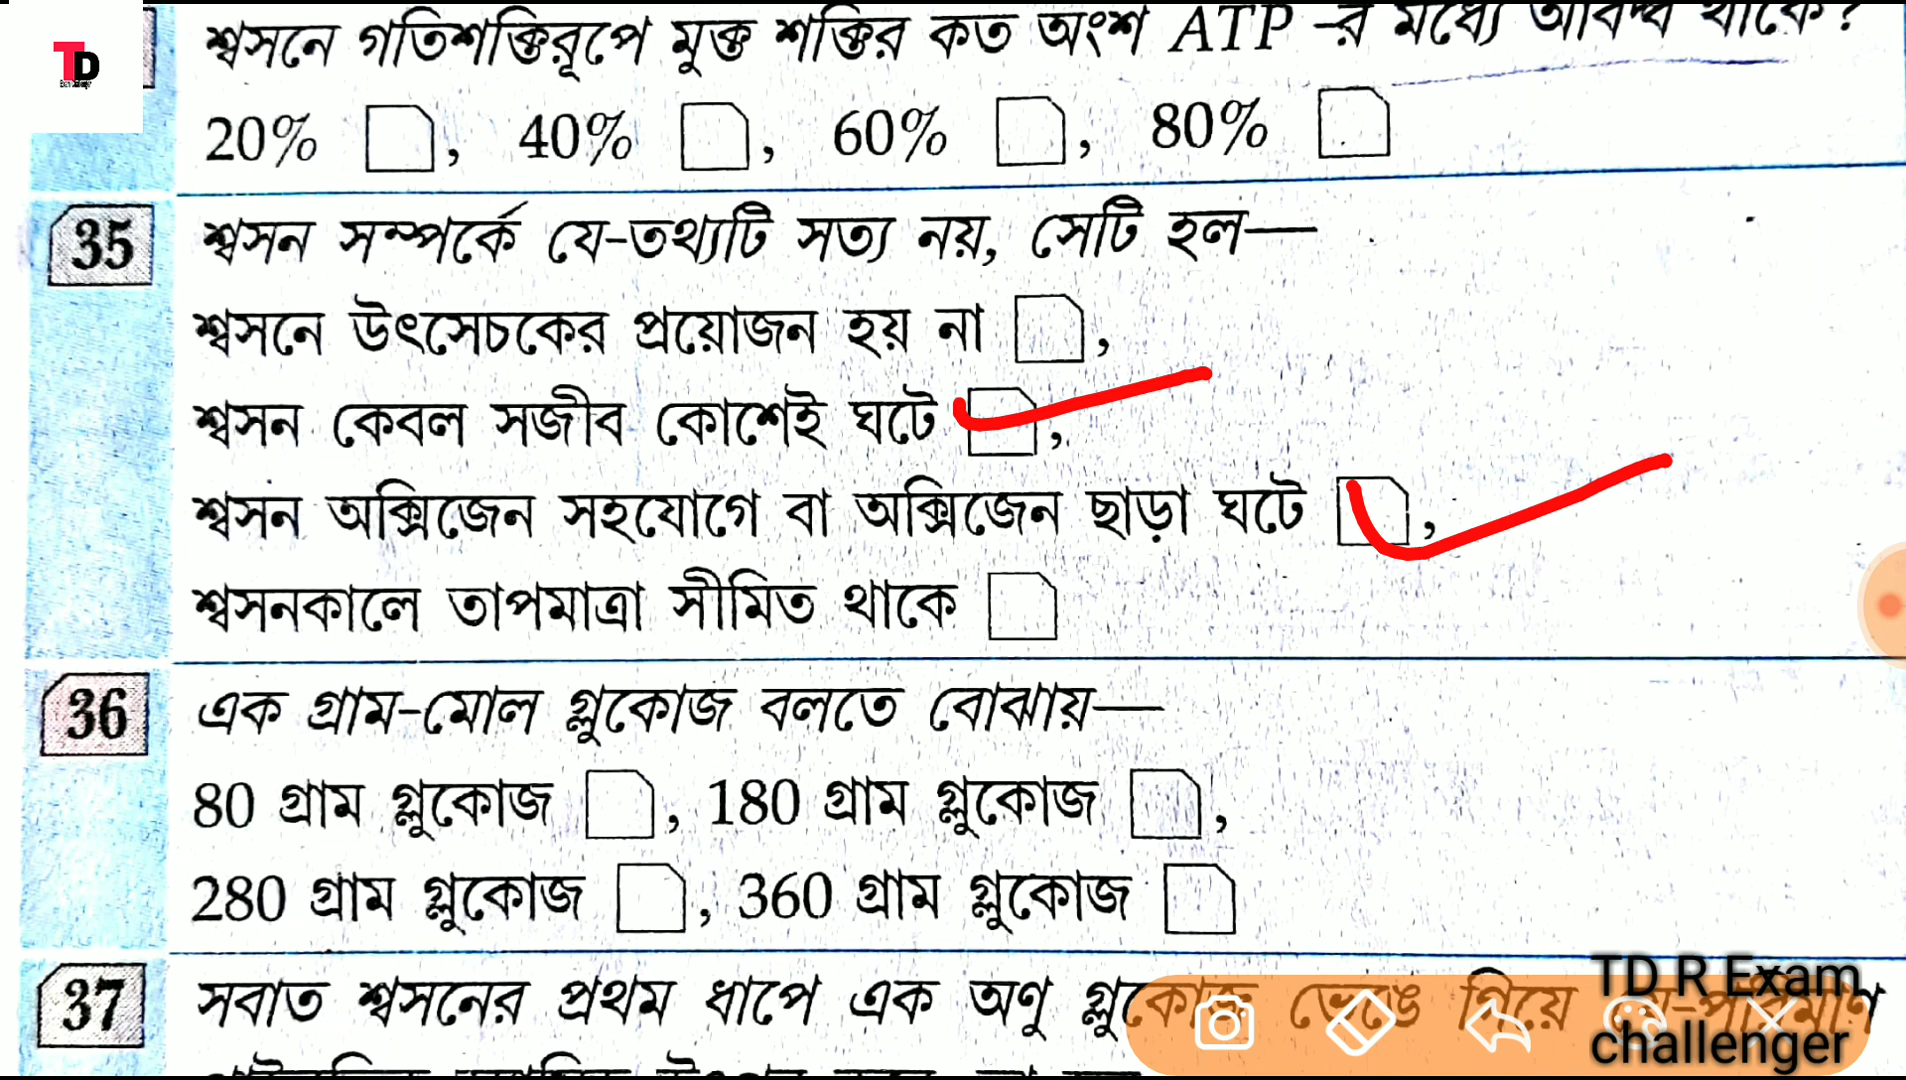 TD
শ্বসনে গতিশক্তিরূপে মুক্ত শক্তির কত অংশ ATP -র মধ্যে আবদ্ধ থাকে?
20% , 40% , 60% , 80%
35 শ্বসন সম্পর্কে যে-তথ্যটি সত্য নয়, সেটি হল—
শ্বসনে উৎসেচকের প্রয়োজন হয় না ,
শ্বসন কেবল সজীব কোশেই ঘটে ,
শ্বসন অক্সিজেন সহযোগে বা অক্সিজেন ছাড়া ঘটে ,
শ্বসনকালে তাপমাত্রা সীমিত থাকে
36 এক গ্রাম-মোল গ্লুকোজ বলতে বোঝায়—
80 গ্রাম গ্লুকোজ , 180 গ্রাম গ্লুকোজ ,
280 গ্রাম গ্লুকোজ , 360 গ্রাম গ্লুকোজ
37 সবাত শ্বসনের প্রথম ধাপে এক অণু গ্লুকোজ ভেঙে গিয়ে যে-পরিমাণ
TD R Exam
challenger